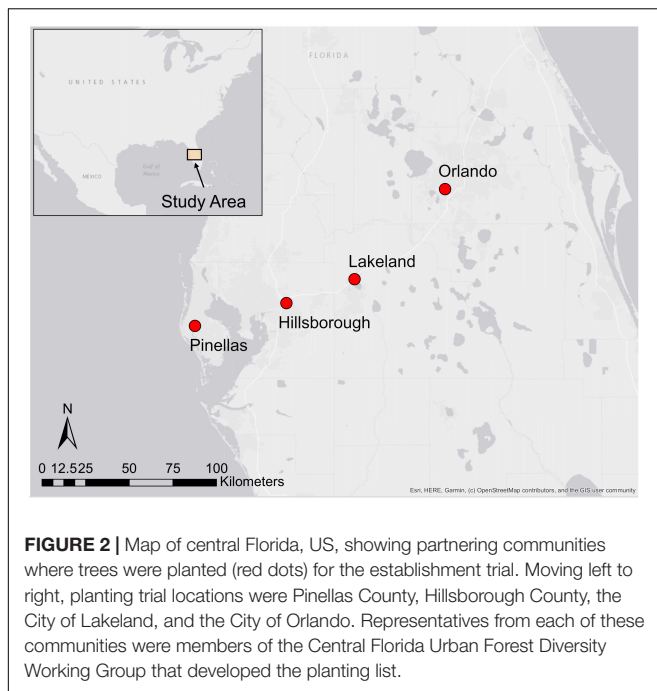 FLORIDA
UNITED STATES
MEXICO
Gulf of
Mexico
Study Area
Orlando
Lakeland
Hillsborough
Pinellas
N
0 12.525 50 75 100
Kilometers
Esri, HERE, Garmin, (c) OpenStreetMap contributors, and the GIS user community
FIGURE 2 | Map of central Florida, US, showing partnering communities
where trees were planted (red dots) for the establishment trial. Moving left to
right, planting trial locations were Pinellas County, Hillsborough County, the
City of Lakeland, and the City of Orlando. Representatives from each of these
communities were members of the Central Florida Urban Forest Diversity
Working Group that developed the planting list.